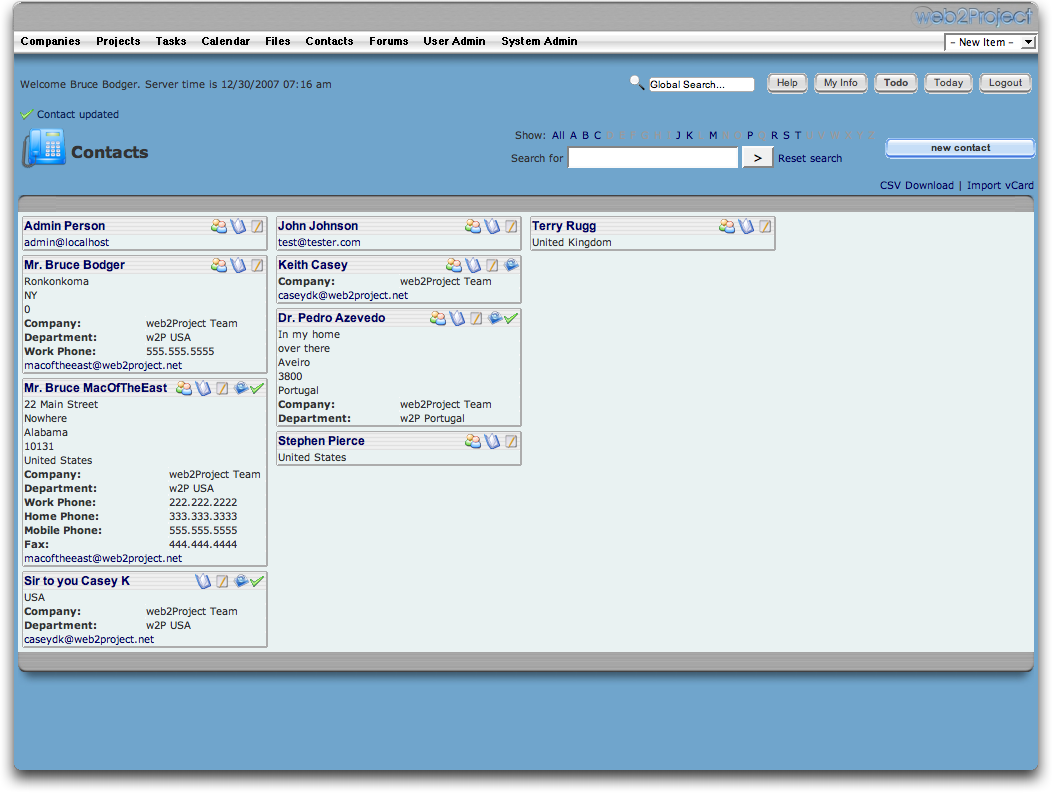 web2Project
Companies Projects Tasks Calendar Files Contacts Forums User Admin System Admin - New Item -
Welcome Bruce Bodger. Server time is 12/30/2007 07:16 am Global Search... Help My Info Todo Today Logout
Contact updated
Contacts
Show: All A B C J K M P R S T
Search for > Reset search
new contact
CSV Download | Import vCard
Admin Person
admin@localhost
Mr. Bruce Bodger
Ronkonkoma
NY
0
Company: web2Project Team
Department: w2P USA
Work Phone: 555.555.5555
macoftheeast@web2project.net
Mr. Bruce MacOfTheEast
22 Main Street
Nowhere
Alabama
10131
United States
Company: web2Project Team
Department: w2P USA
Work Phone: 222.222.2222
Home Phone: 333.333.3333
Mobile Phone: 555.555.5555
Fax: 444.444.4444
macoftheeast@web2project.net
Sir to you Casey K
USA
Company: web2Project Team
Department: w2P USA
caseydk@web2project.net
John Johnson
test@tester.com
Keith Casey
Company: web2Project Team
caseydk@web2project.net
Dr. Pedro Azevedo
In my home
over there
Aveiro
3800
Portugal
Company: web2Project Team
Department: w2P Portugal
Stephen Pierce
United States
Terry Rugg
United Kingdom